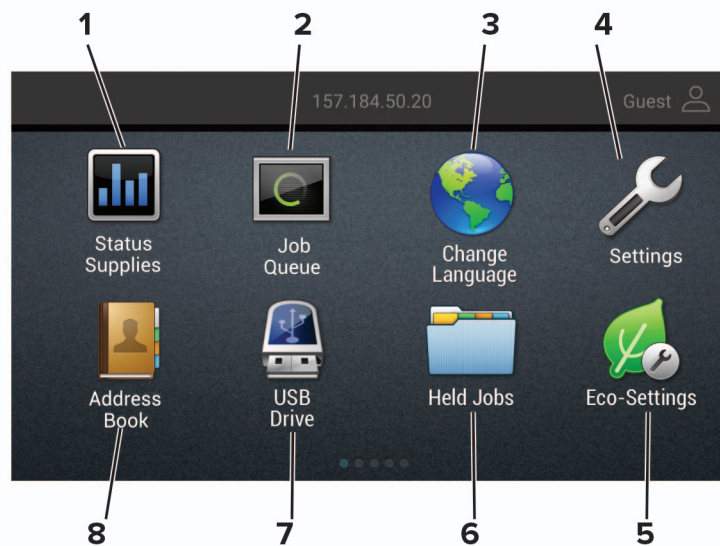 1 2 3 4
157.184.50.20 Guest
Status
Supplies
Job
Queue
Change
Language
Settings
Address
Book
USB
Drive
Held Jobs
Eco-Settings
8 7 6 5